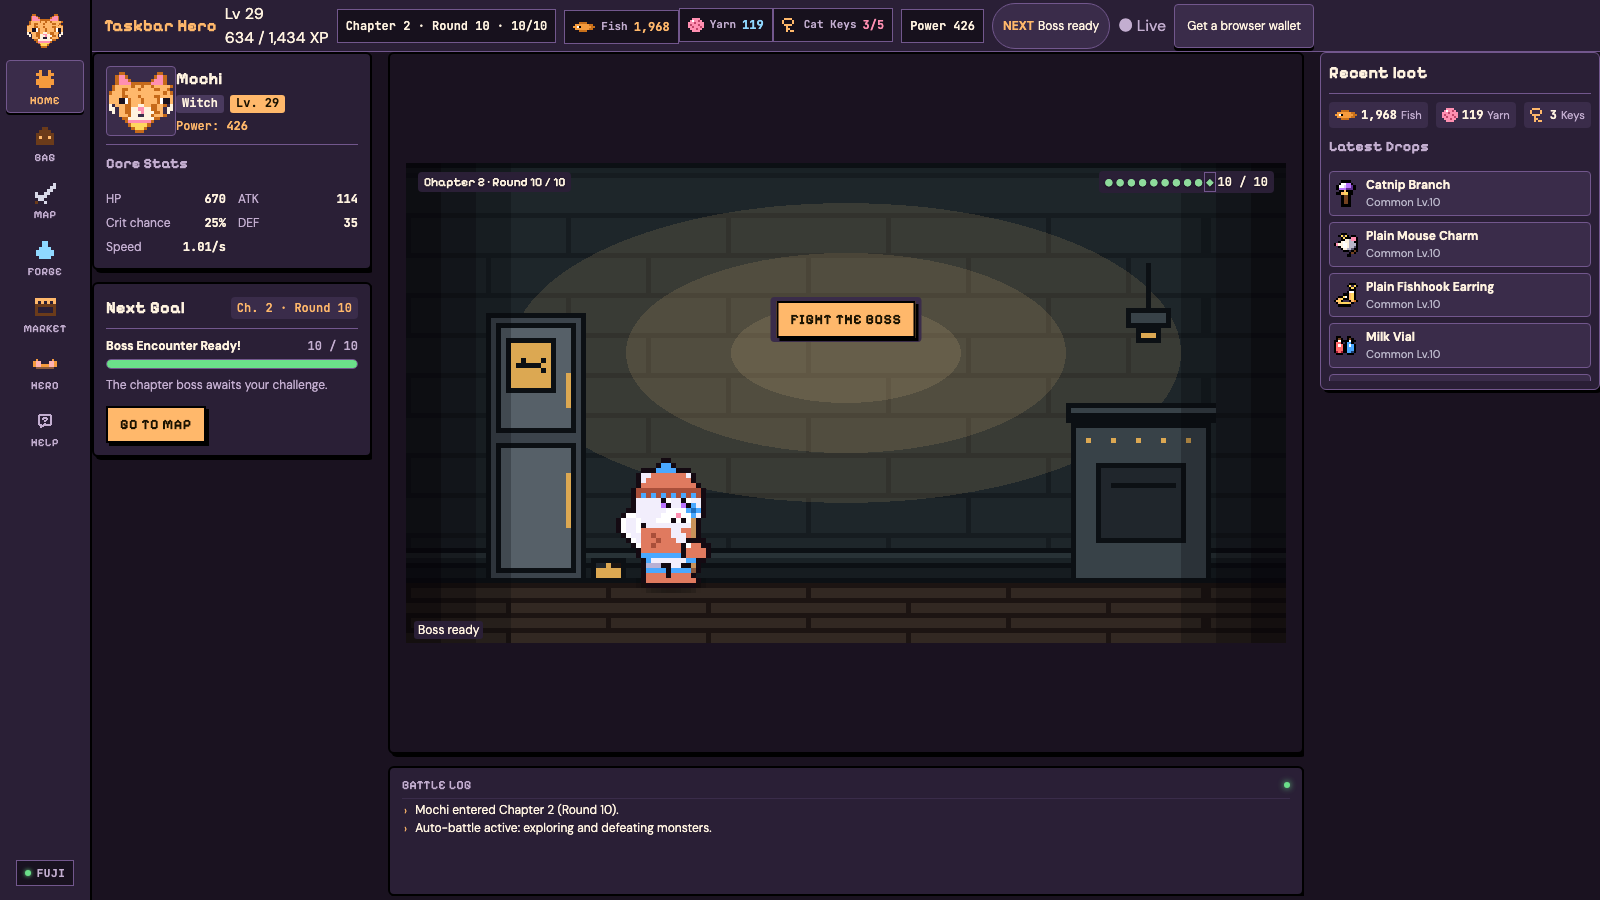 Taskbar Hero
Lv 29
634 / 1,434 XP
Chapter 2 · Round 10 · 10/10
Fish 1,968
Yarn 119
Cat Keys 3/5
Power 426
NEXT Boss ready
Live
Get a browser wallet
HOME
BAG
MAP
FORGE
MARKET
HERO
HELP
FUJI
Mochi
Witch Lv. 29
Power: 426
Core Stats
HP 670 ATK 114
Crit chance 25% DEF 35
Speed 1.01/s
Next Goal Ch. 2 · Round 10
Boss Encounter Ready! 10 / 10
The chapter boss awaits your challenge.
GO TO MAP
Chapter 2 · Round 10 / 10
10 / 10
FIGHT THE BOSS
Boss ready
BATTLE LOG
› Mochi entered Chapter 2 (Round 10).
› Auto-battle active: exploring and defeating monsters.
Recent loot
1,968 Fish 119 Yarn 3 Keys
Latest Drops
Catnip Branch
Common Lv.10
Plain Mouse Charm
Common Lv.10
Plain Fishhook Earring
Common Lv.10
Milk Vial
Common Lv.10